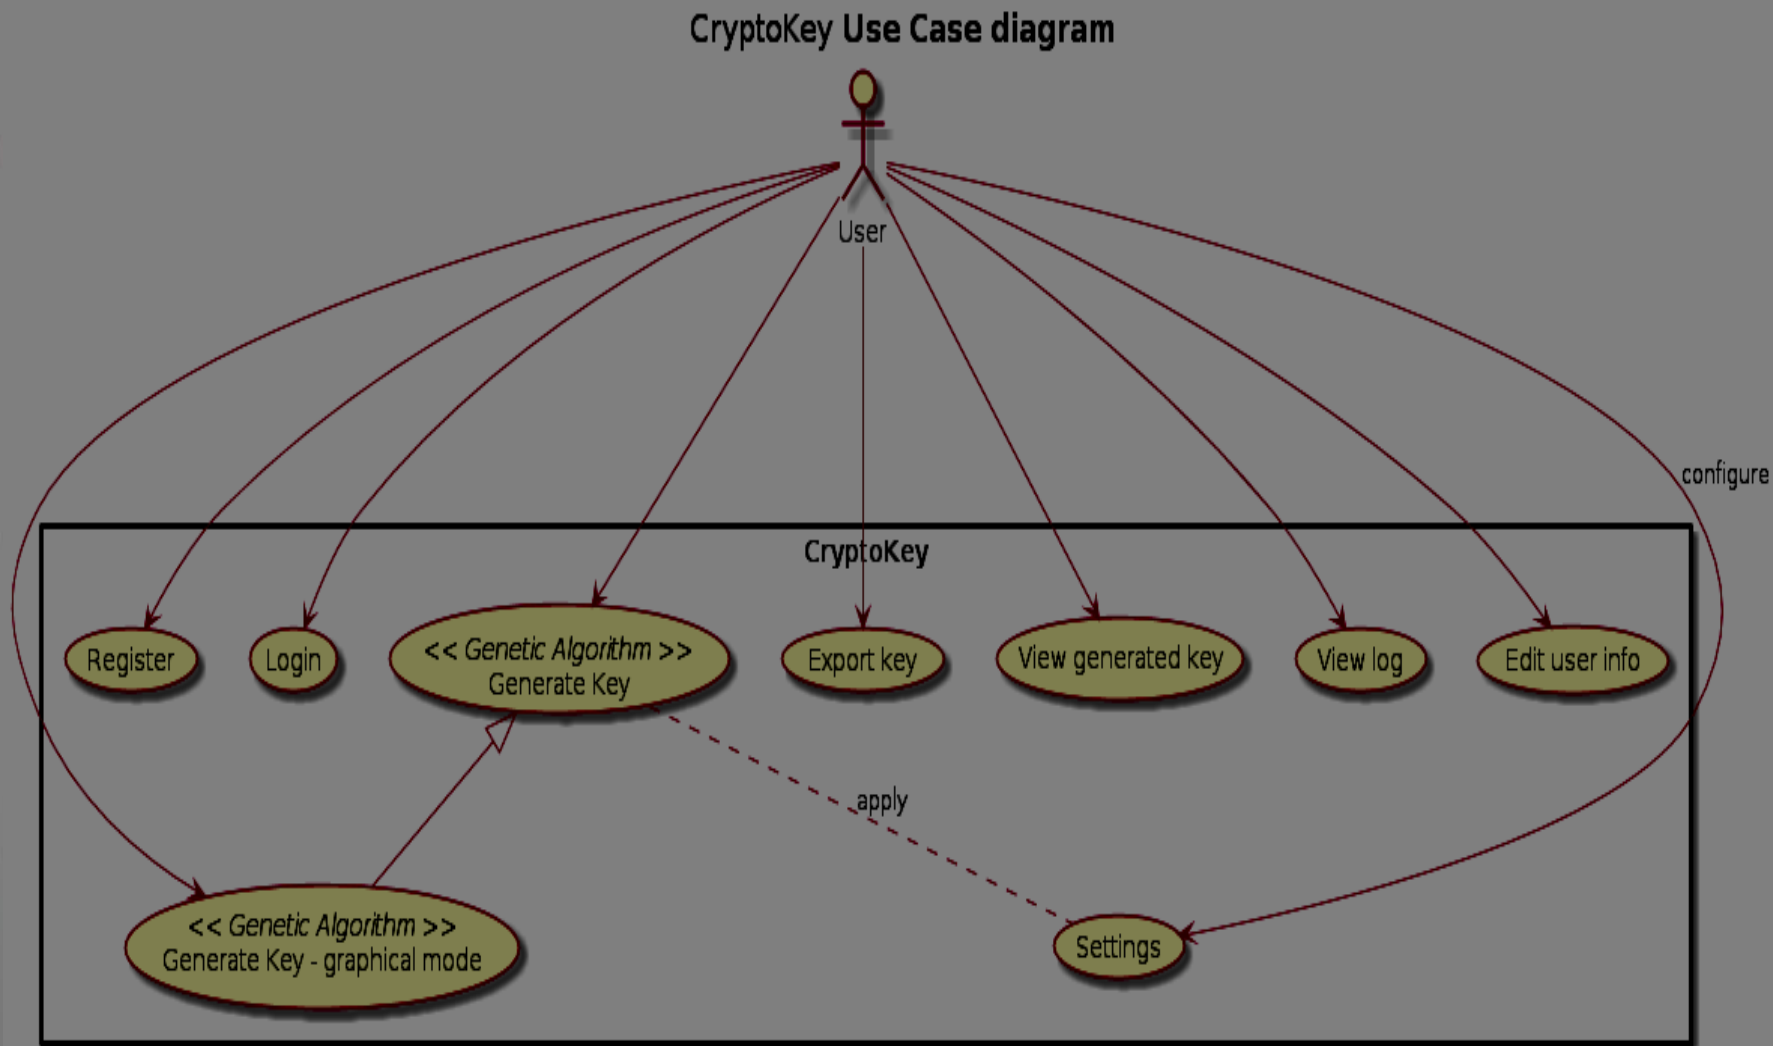 CryptoKey Use Case diagram
User
configure
CryptoKey
Register
Login
<< Genetic Algorithm >>
Generate Key
Export key
View generated key
View log
Edit user info
apply
<< Genetic Algorithm >>
Generate Key - graphical mode
Settings